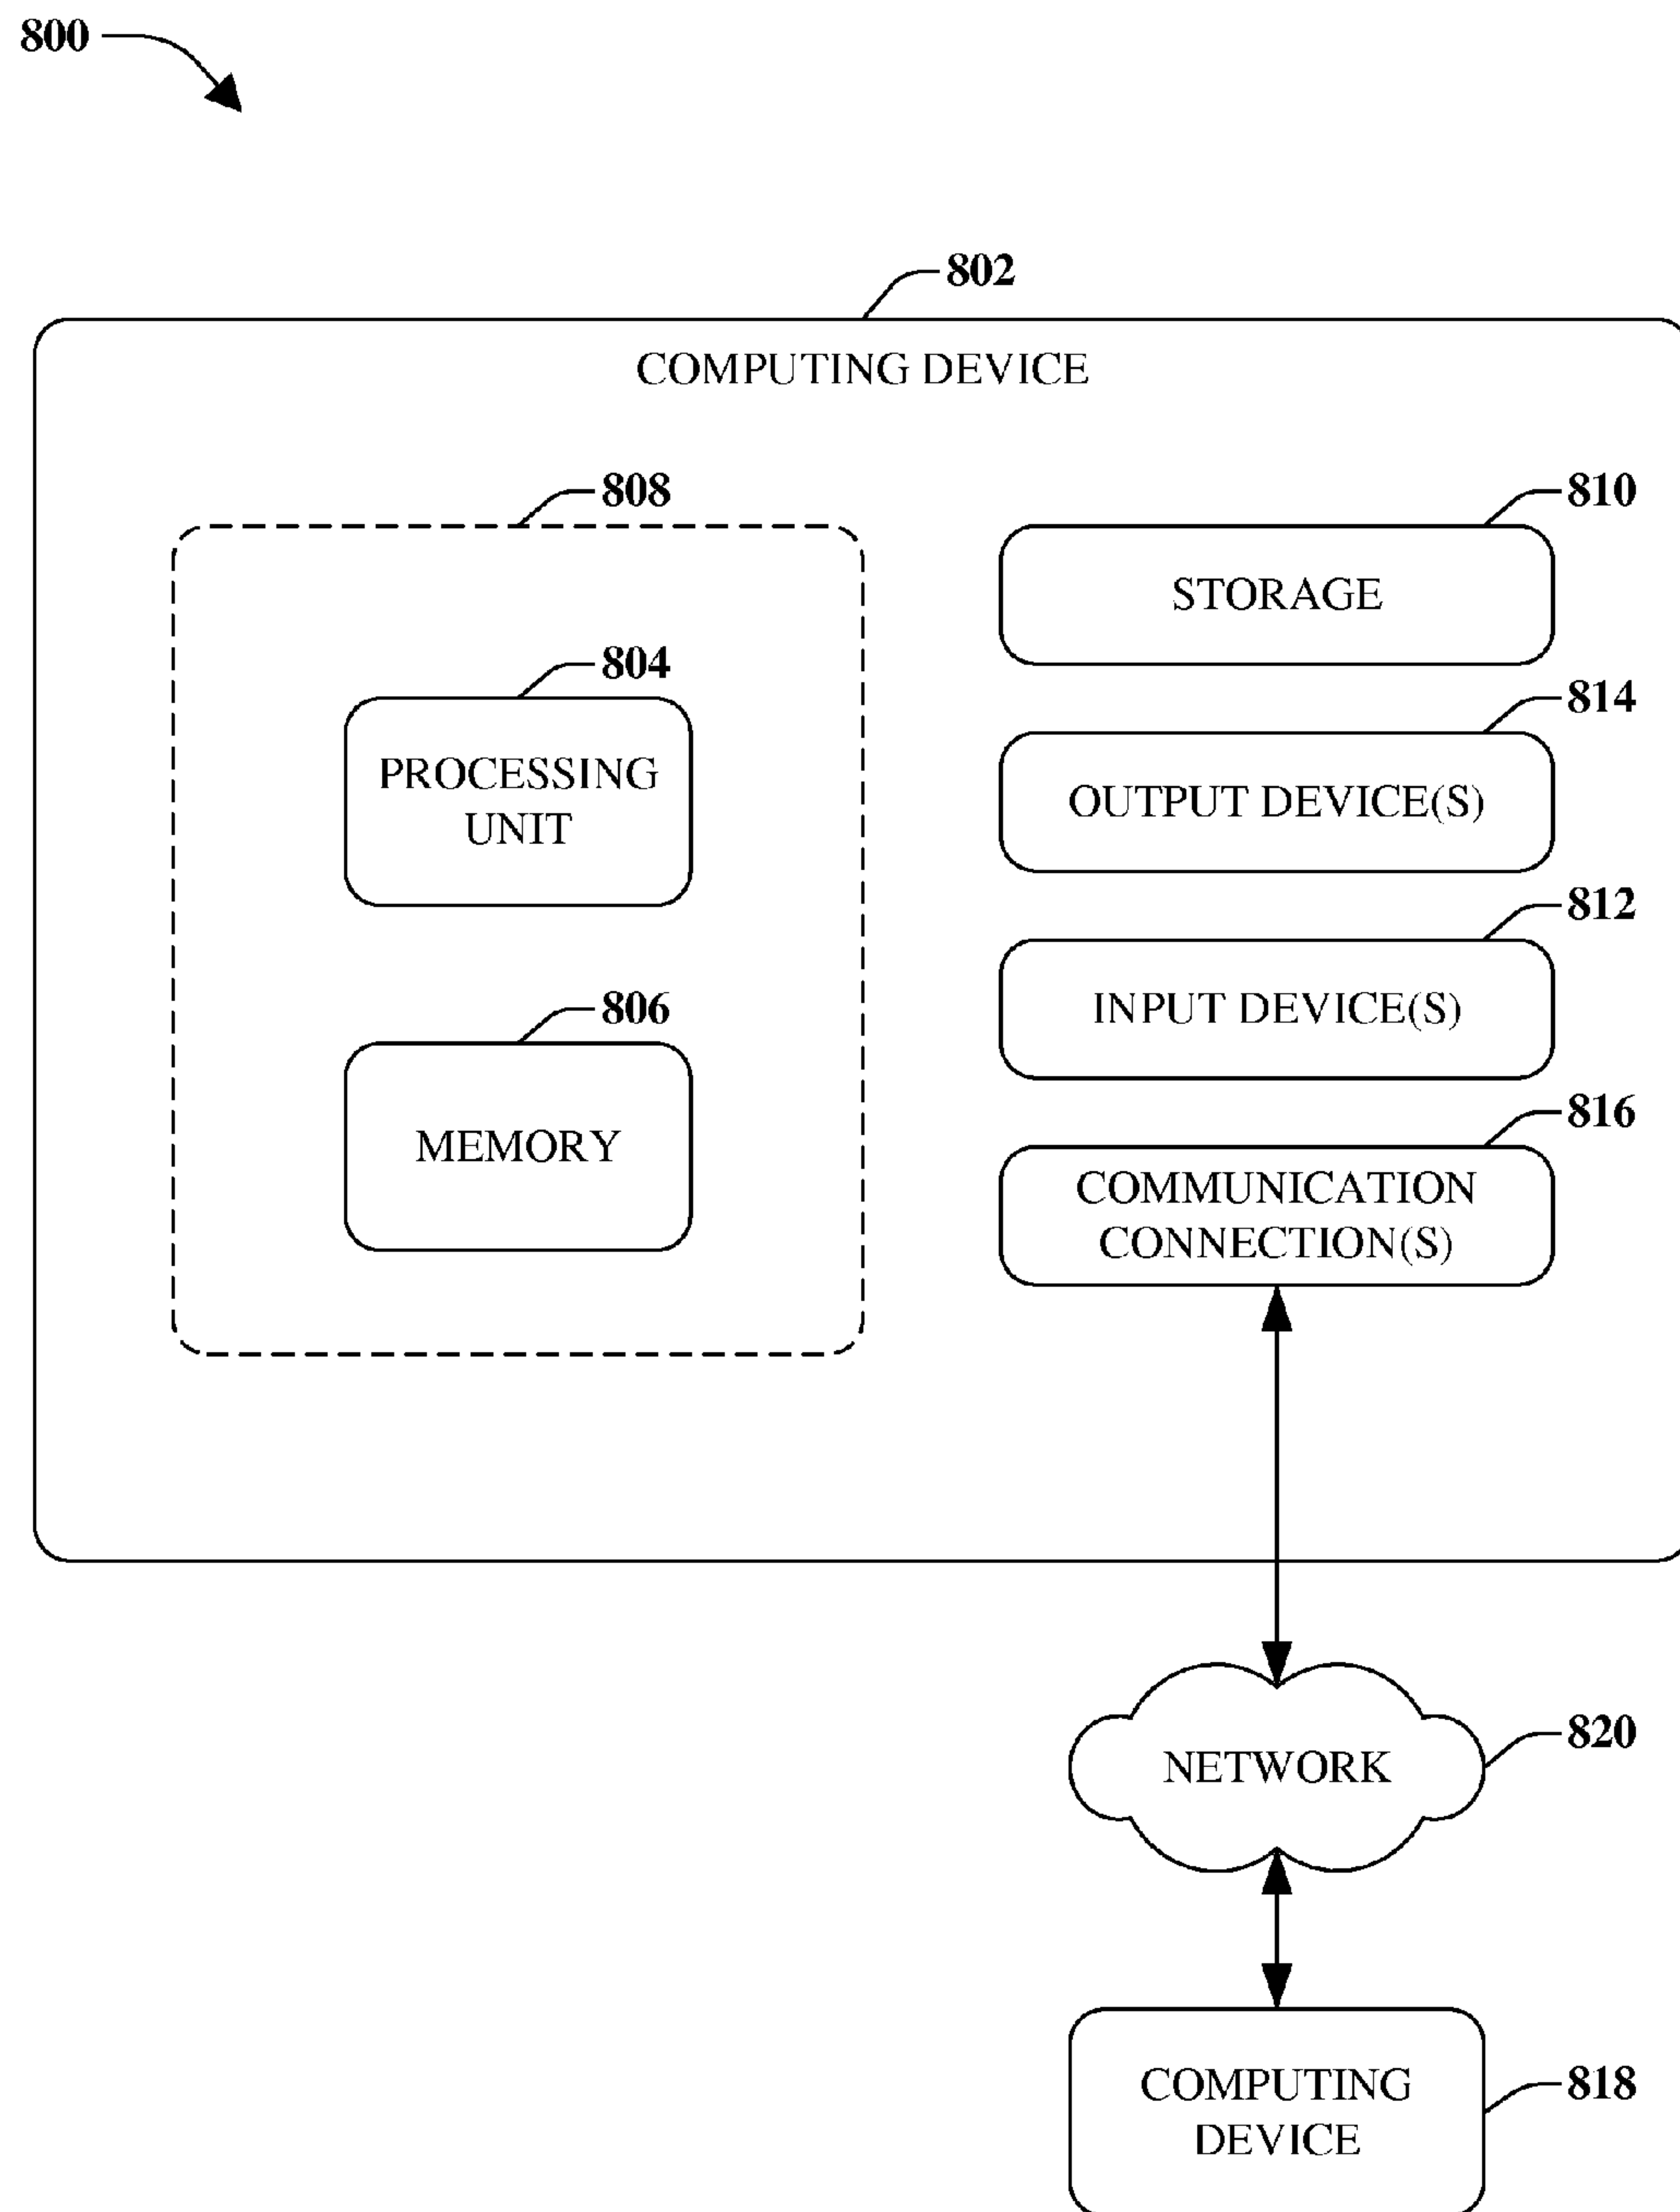 800
802
COMPUTING DEVICE
808
810
STORAGE
804
PROCESSING
UNIT
814
OUTPUT DEVICE(S)
812
INPUT DEVICE(S)
806
MEMORY
816
COMMUNICATION
CONNECTION(S)
820
NETWORK
818
COMPUTING
DEVICE